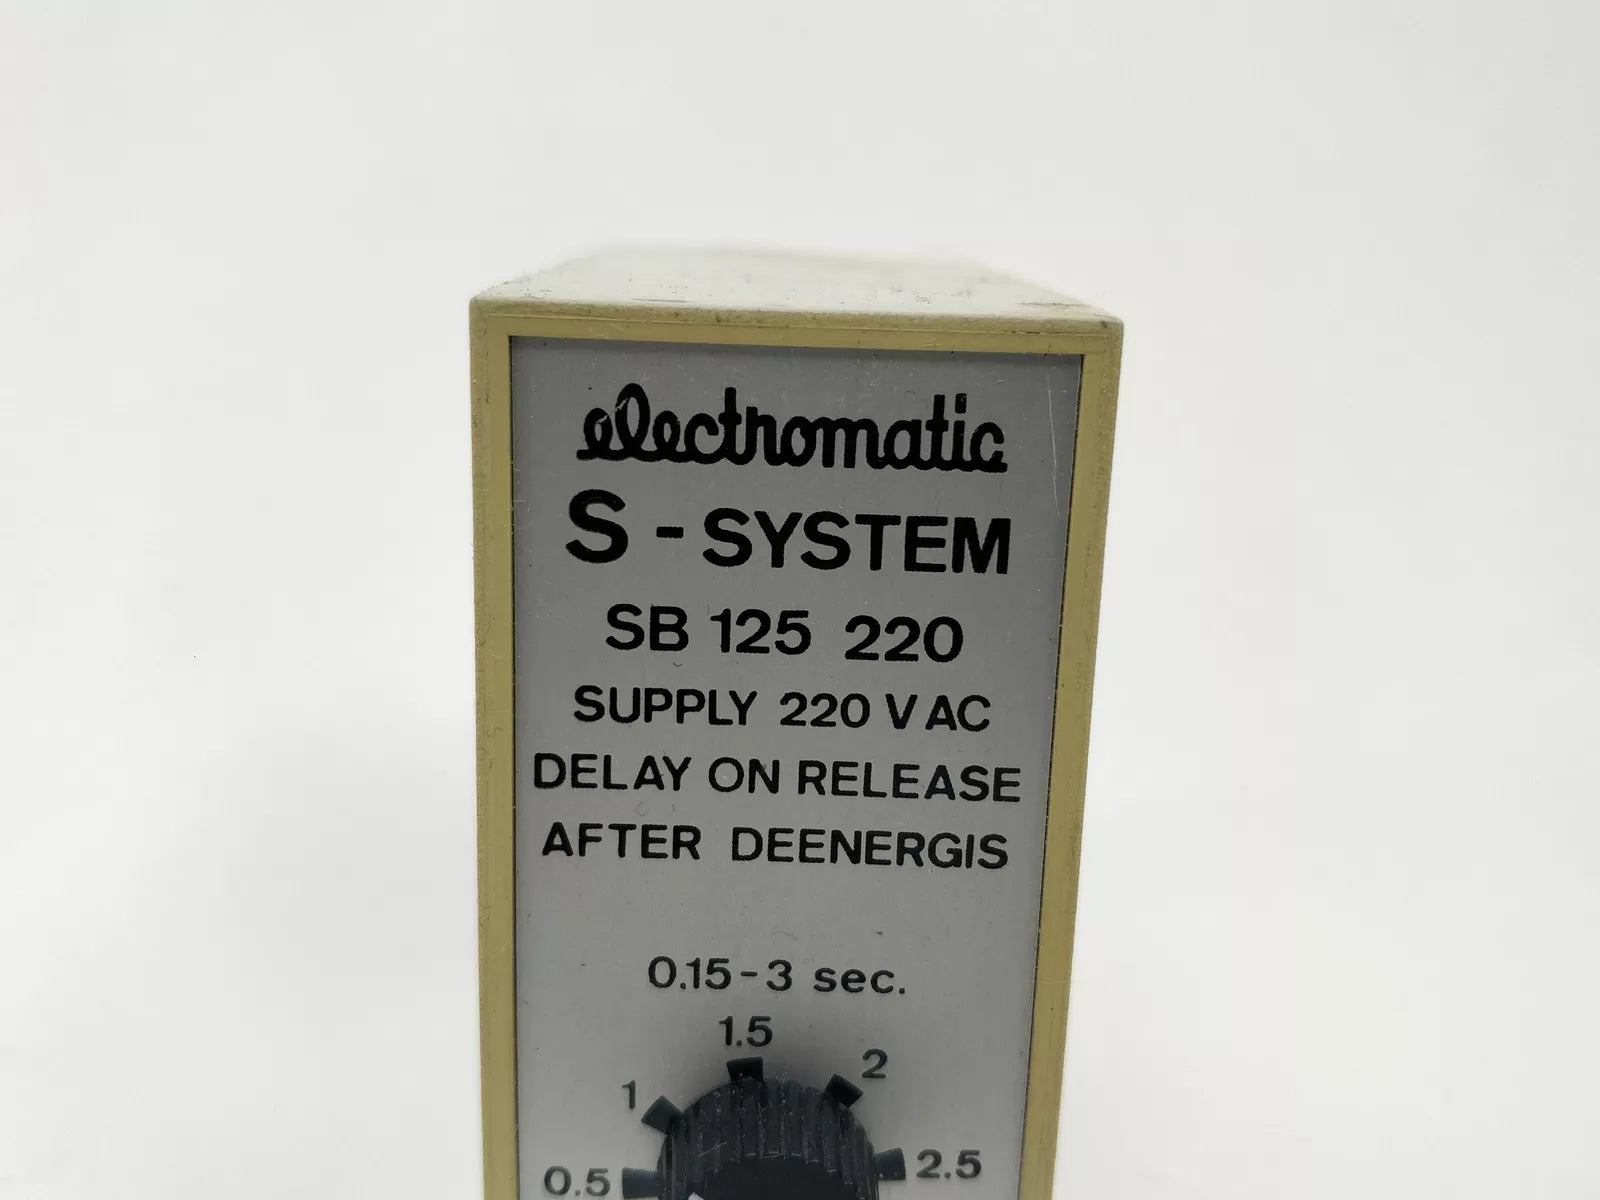 electromatic
S-SYSTEM
SB 125 220
SUPPLY 220 V AC
DELAY ON RELEASE
AFTER DEENERGIS
0.15-3 sec.
1.5
2
1
2.5
0.5